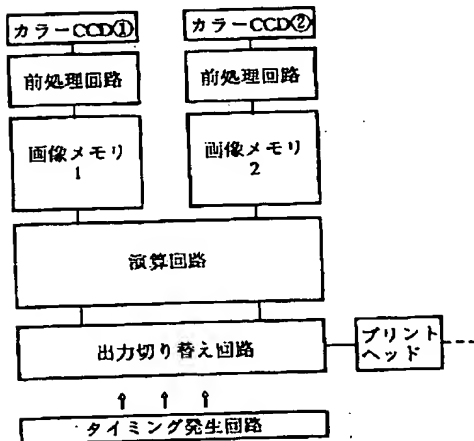 カラーCCD①
カラーCCD②
前処理回路
前処理回路
画像メモリ
1
画像メモリ
2
演算回路
出力切り替え回路
プリント
ヘッド
タイミング発生回路